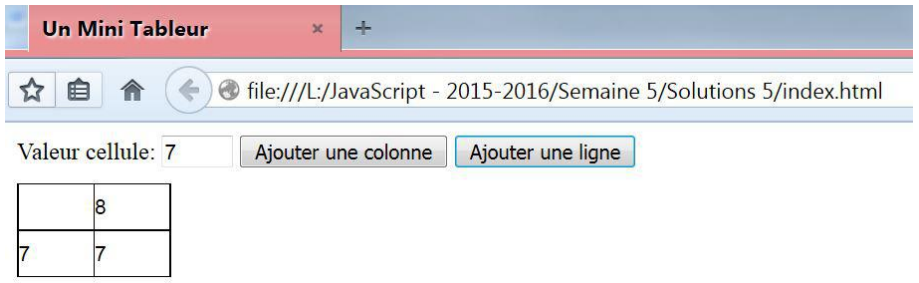 Un Mini Tableur
file:///L:/JavaScript - 2015-2016/Semaine 5/Solutions 5/index.html
Valeur cellule: 7 Ajouter une colonne Ajouter une ligne
8
7 7